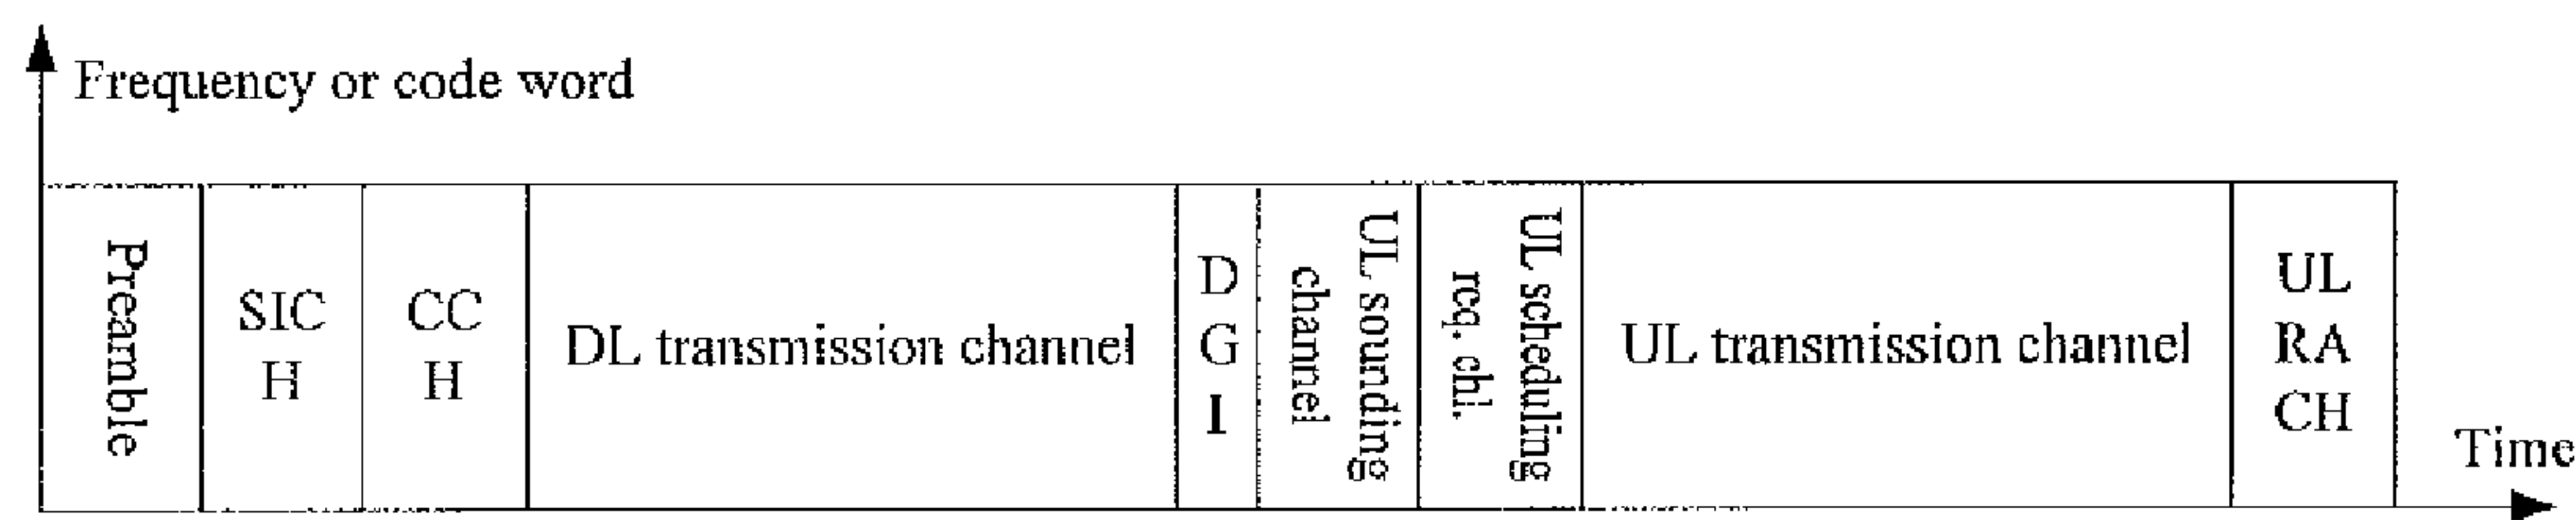 Frequency or code word
Preamble
SIC
H
CC
H
DL transmission channel
D
G
I
UL sounding
channel
UL scheduling
req. chl.
UL transmission channel
UL
RA
CH
Time